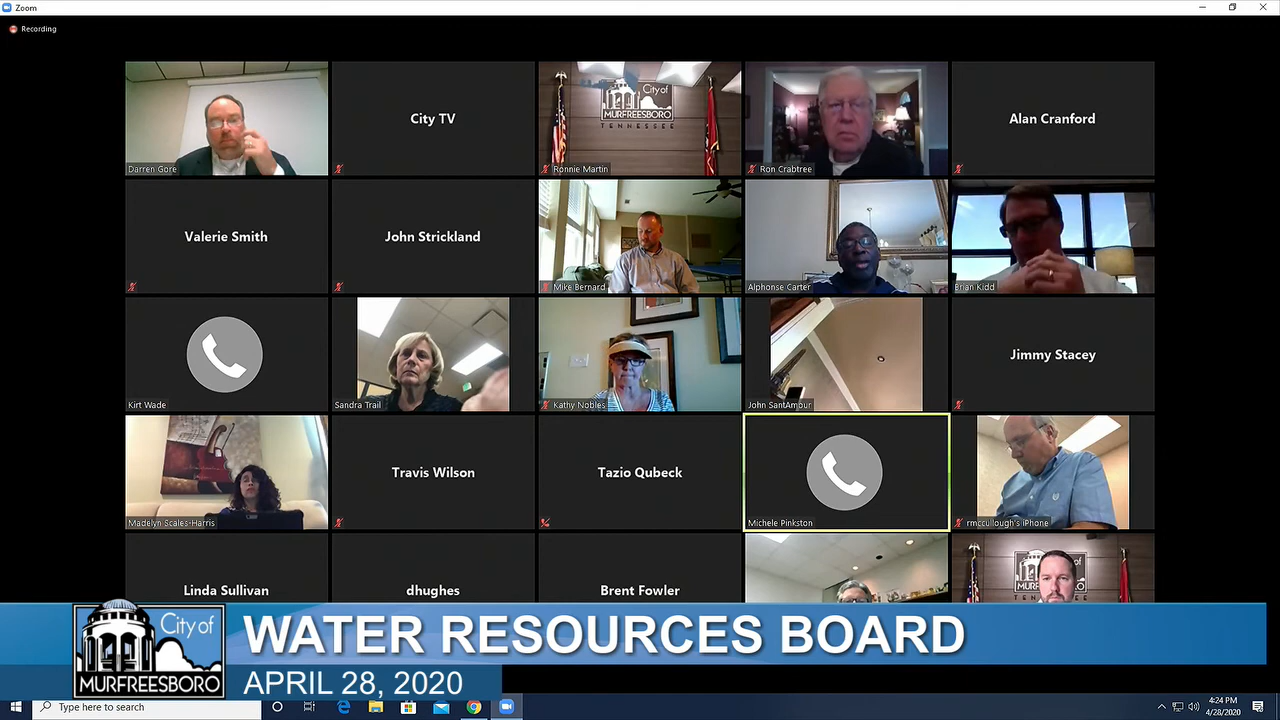 Zoom
Recording
Darren Gore
City TV
City of
MURFREESBORO
TENNESSEE
Ronnie Martin
Ron Crabtree
Alan Cranford
Valerie Smith
John Strickland
Mike Bernard
Alphonse Carter
Brian Kidd
Kirt Wade
Sandra Trail
Kathy Nobles
John SantAmour
Jimmy Stacey
Madelyn Scales-Harris
Travis Wilson
Tazio Qubeck
Michele Pinkston
rmccullough's iPhone
Linda Sullivan
dhughes
Brent Fowler
City of
MURFREESBORO
City of
MURFREESBORO
WATER RESOURCES BOARD
APRIL 28, 2020
Type here to search
4:24 PM
4/28/2020